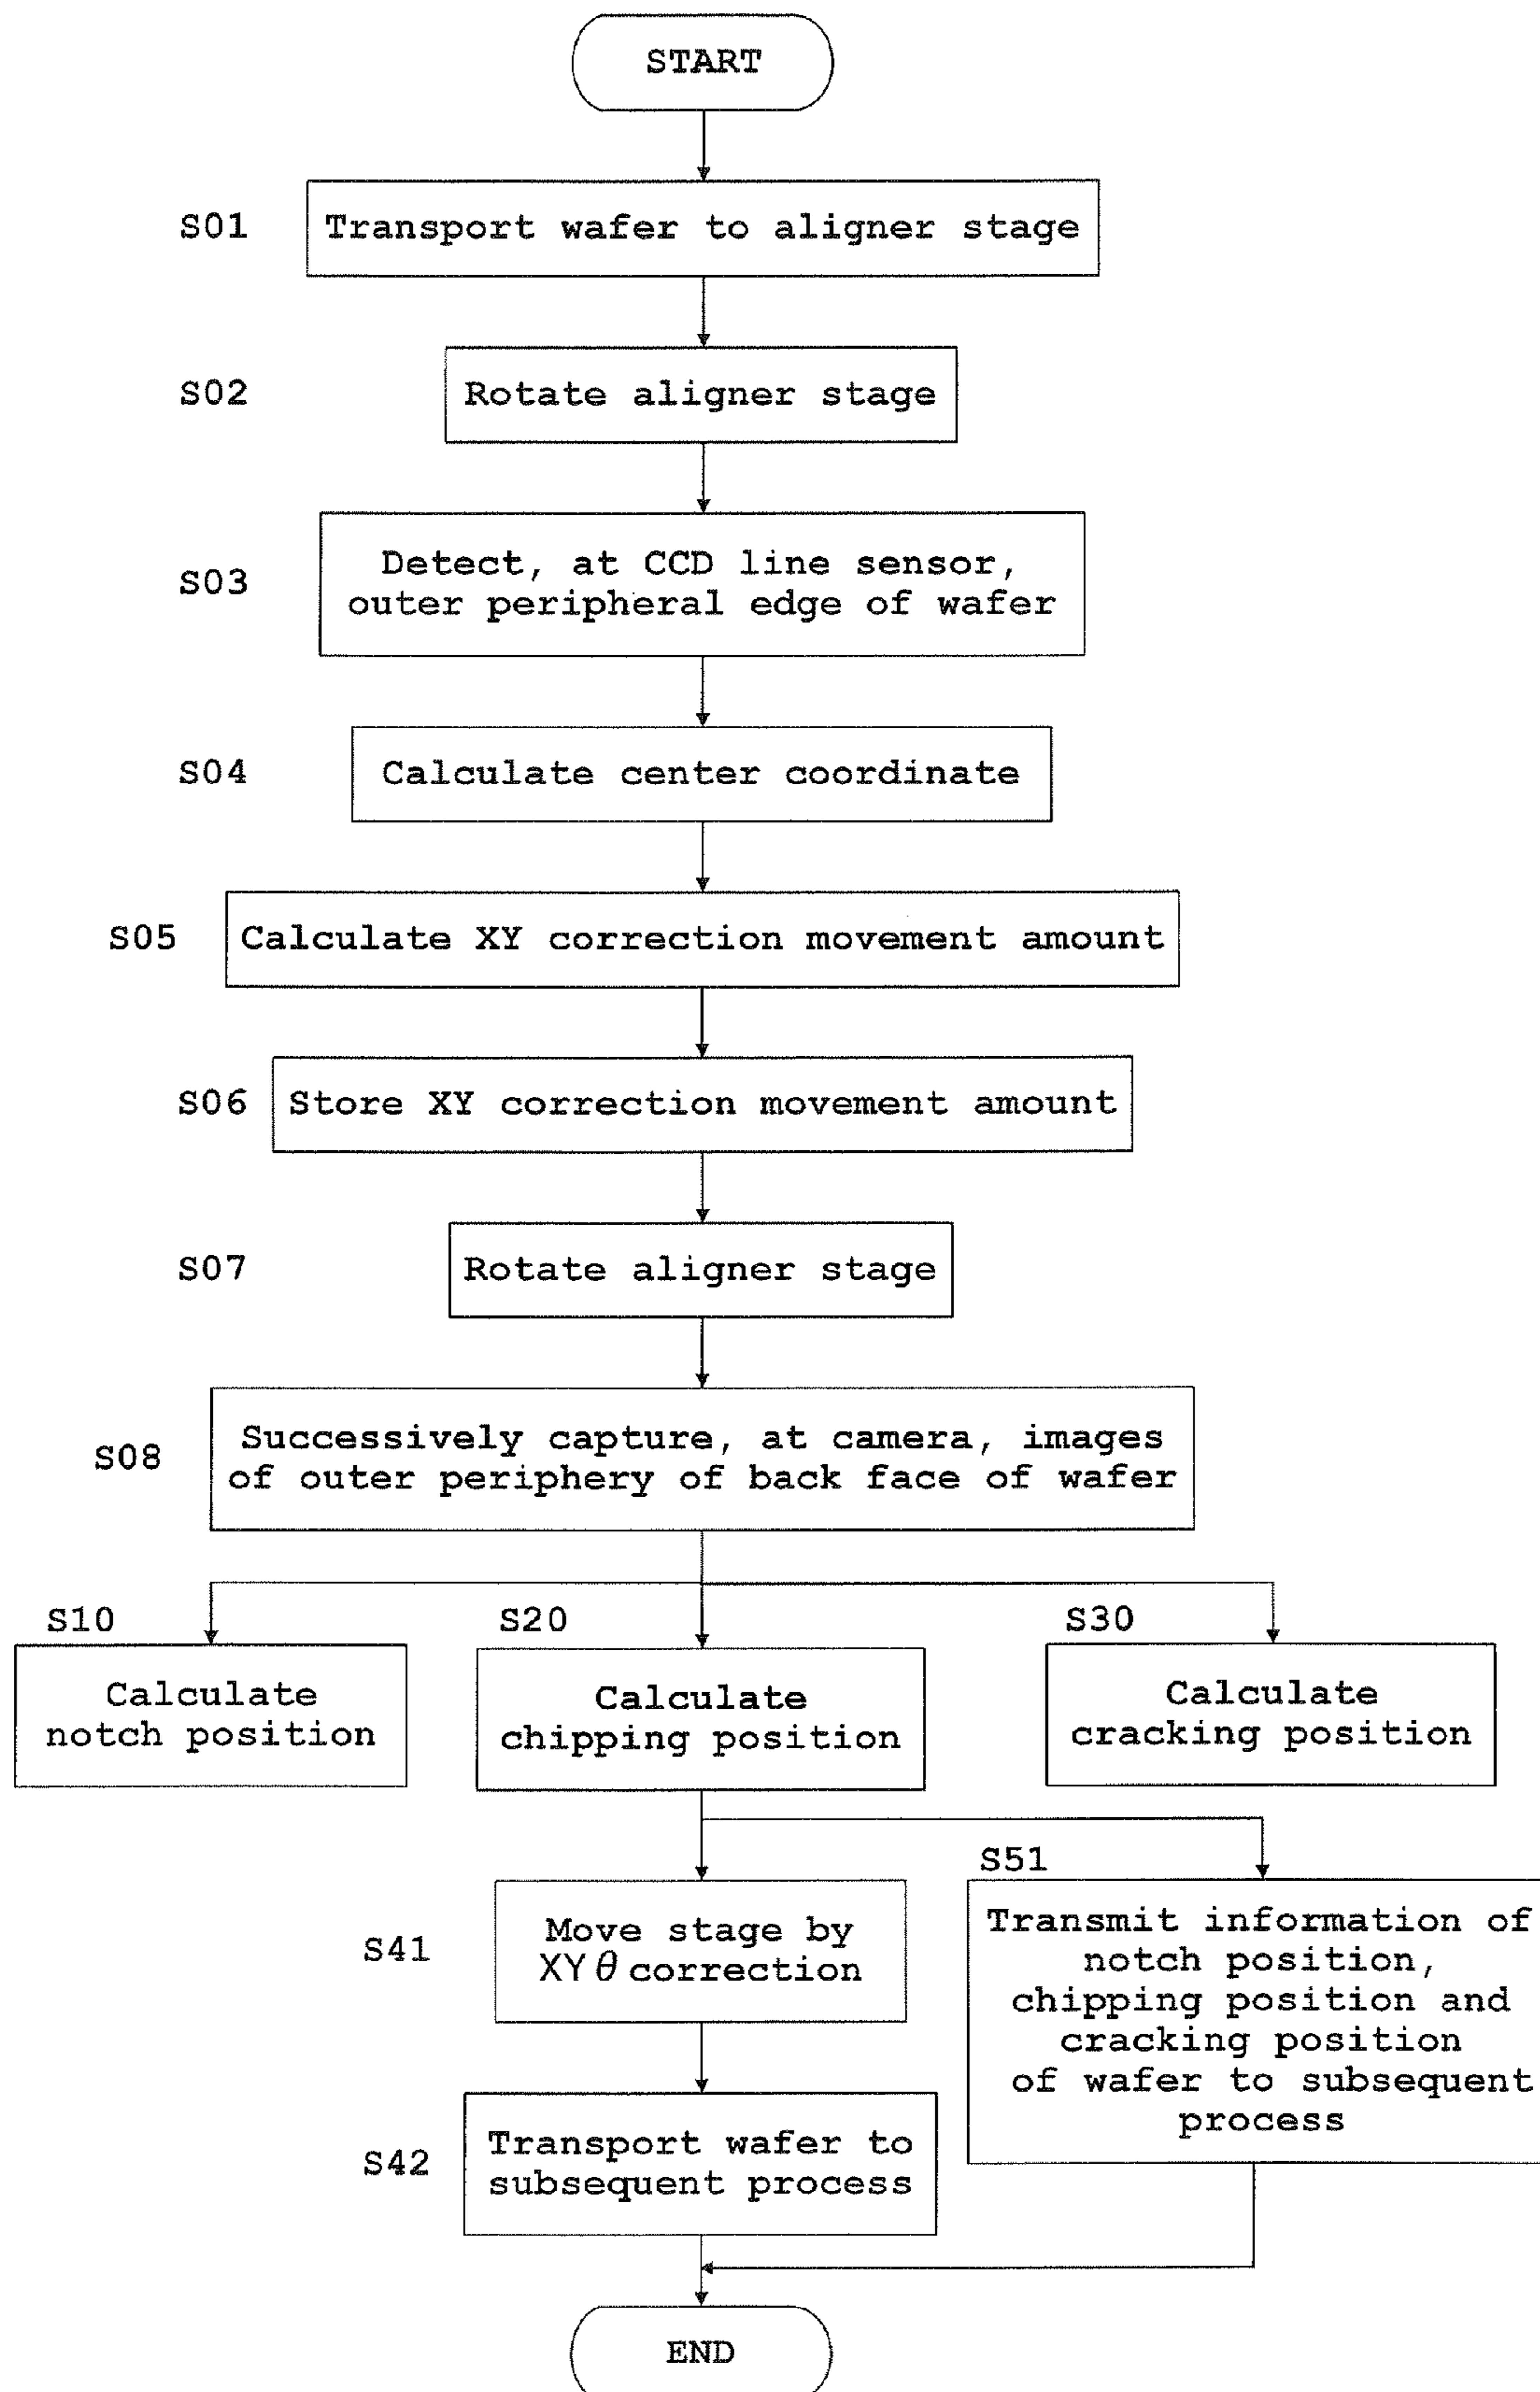 START
S01
Transport wafer to aligner stage
S02
Rotate aligner stage
S03
Detect, at CCD line sensor,
outer peripheral edge of wafer
S04
Calculate center coordinate
S05
Calculate XY correction movement amount
S06
Store XY correction movement amount
S07
Rotate aligner stage
S08
Successively capture, at camera, images
of outer periphery of back face of wafer
S10
Calculate
notch position
S20
Calculate
chipping position
S30
Calculate
cracking position
S41
Move stage by
XYθ correction
S51
Transmit information of
notch position,
chipping position and
cracking position
of wafer to subsequent
process
S42
Transport wafer to
subsequent process
END